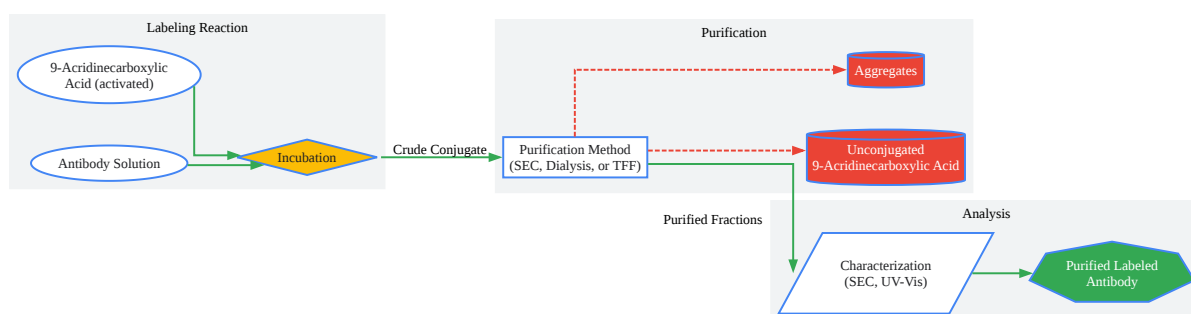 Labeling Reaction
9-Acridinecarboxylic
Acid (activated)
Antibody Solution
Incubation
Crude Conjugate
Purification
Aggregates
Purification Method
(SEC, Dialysis, or TFF)
Unconjugated
9-Acridinecarboxylic Acid
Purified Fractions
Analysis
Characterization
(SEC, UV-Vis)
Purified Labeled
Antibody